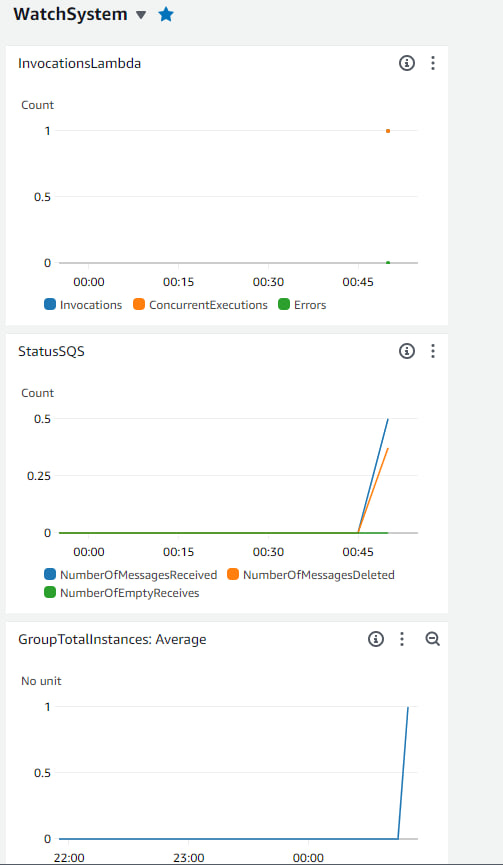 WatchSystem
InvocationsLambda
Count
1
0.5
0
00:00 00:15 00:30 00:45
Invocations ConcurrentExecutions Errors
StatusSQS
Count
0.5
0.25
0
00:00 00:15 00:30 00:45
NumberOfMessagesReceived NumberOfMessagesDeleted
NumberOfEmptyReceives
GroupTotalInstances: Average
No unit
1
0.5
0
22:00 23:00 00:00